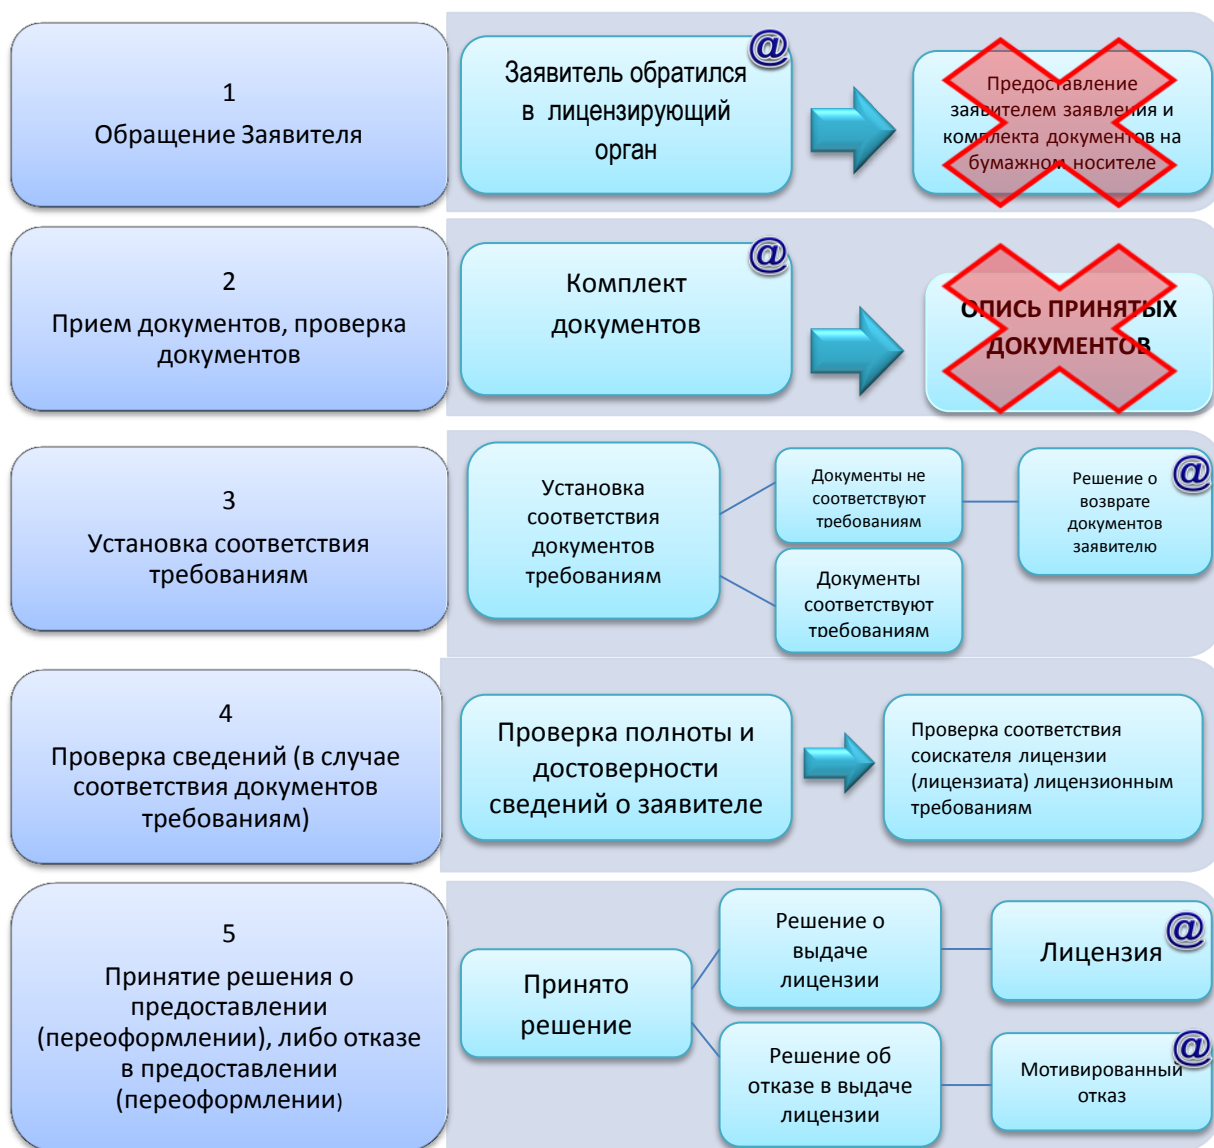 1
Обращение Заявителя
@
Заявитель обратился
в лицензирующий
орган
Предоставление
заявителем заявления и
комплекта документов на
бумажном носителе
2
Прием документов, проверка
документов
@
Комплект
документов
ОПИСЬ ПРИНЯТЫХ
ДОКУМЕНТОВ
3
Установка соответствия
требованиям
Установка
соответствия
документов
требованиям
Документы не
соответствуют
требованиям
@
Решение о
возврате
документов
заявителю
Документы
соответствуют
требованиям
4
Проверка сведений (в случае
соответствия документов
требованиям)
Проверка полноты и
достоверности
сведений о заявителе
Проверка соответствия
соискателя лицензии
(лицензиата) лицензионным
требованиям
5
Принятие решения о
предоставлении
(переоформлении), либо отказе
в предоставлении
(переоформлении)
Принято
решение
Решение о
выдаче
лицензии
@
Лицензия
Решение об
отказе в выдаче
лицензии
@
Мотивированный
отказ